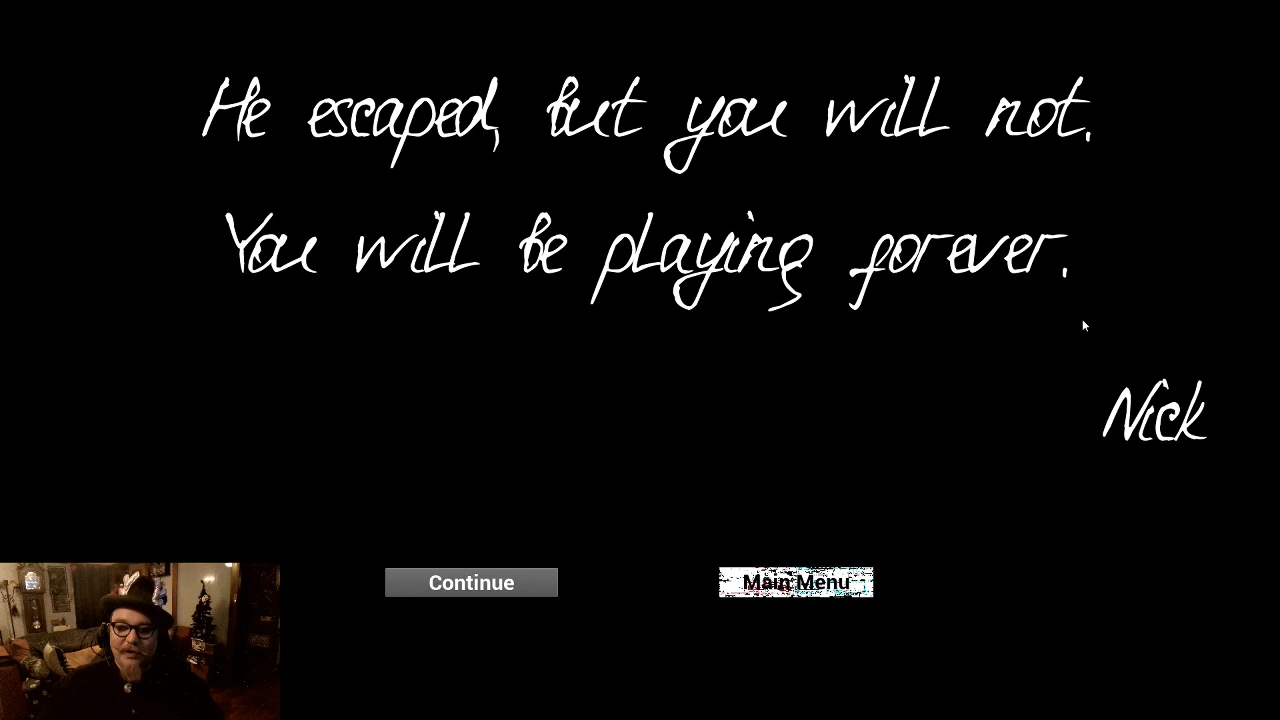 He escaped, but you will not.
You will be playing forever.
Nick
Continue
Main Menu